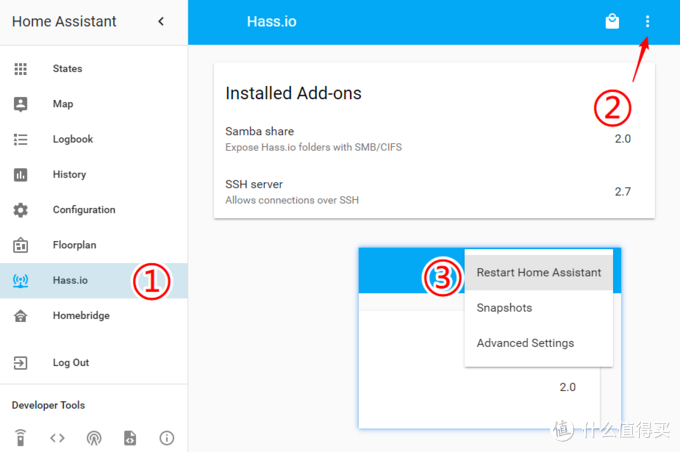 Home Assistant
Hass.io
States
Map
Logbook
History
Configuration
Floorplan
Hass.io
①
Homebridge
Log Out
Developer Tools
②
Installed Add-ons
Samba share
2.0
Expose Hass.io folders with SMB/CIFS
SSH server
2.7
Allows connections over SSH
③
Restart Home Assistant
Snapshots
Advanced Settings
2.0
值 什么值得买